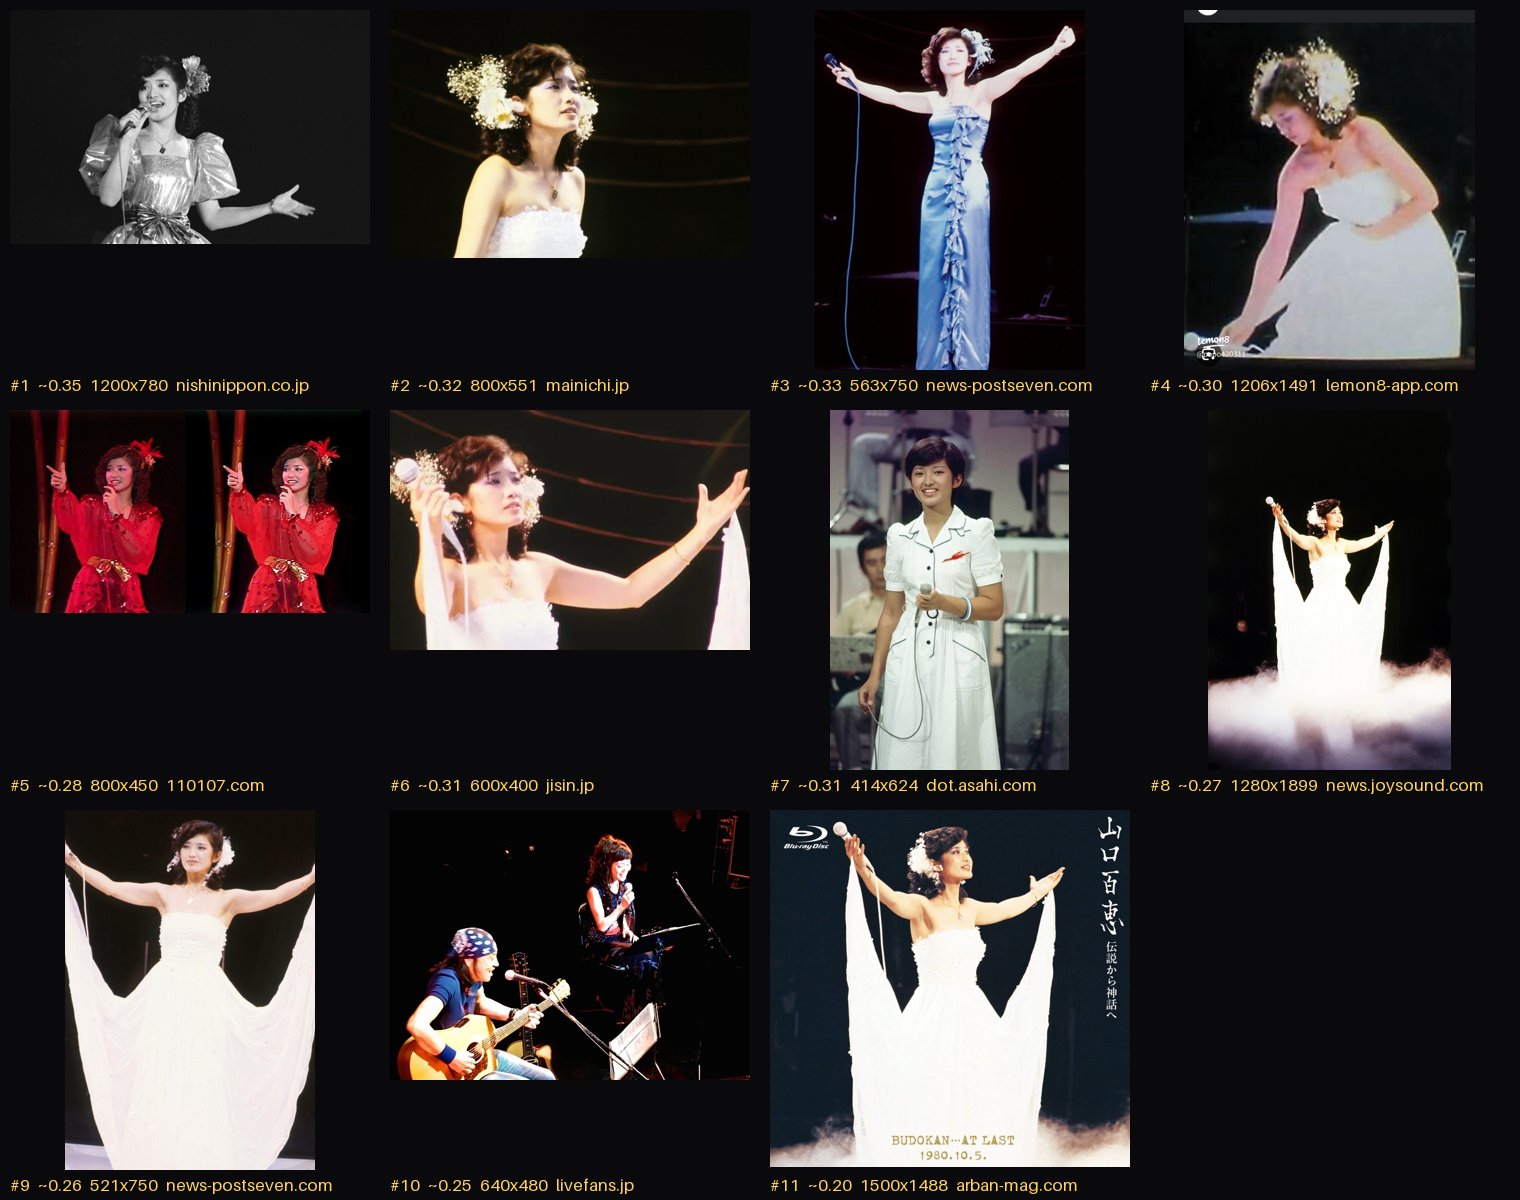 #1 ~0.35 1200x780 nishinippon.co.jp
#2 ~0.32 800x551 mainichi.jp
#3 ~0.33 563x750 news-postseven.com
lemon8
#4 ~0.30 1206x1491 lemon8-app.com
#5 ~0.28 800x450 110107.com
#6 ~0.31 600x400 jisin.jp
#7 ~0.31 414x624 dot.asahi.com
#8 ~0.27 1280x1899 news.joysound.com
#9 ~0.26 521x750 news-postseven.com
#10 ~0.25 640x480 livefans.jp
Blu-ray Disc
山口百恵
伝説から神話へ
BUDOKAN…AT LAST
1980.10.5.
#11 ~0.20 1500x1488 arban-mag.com